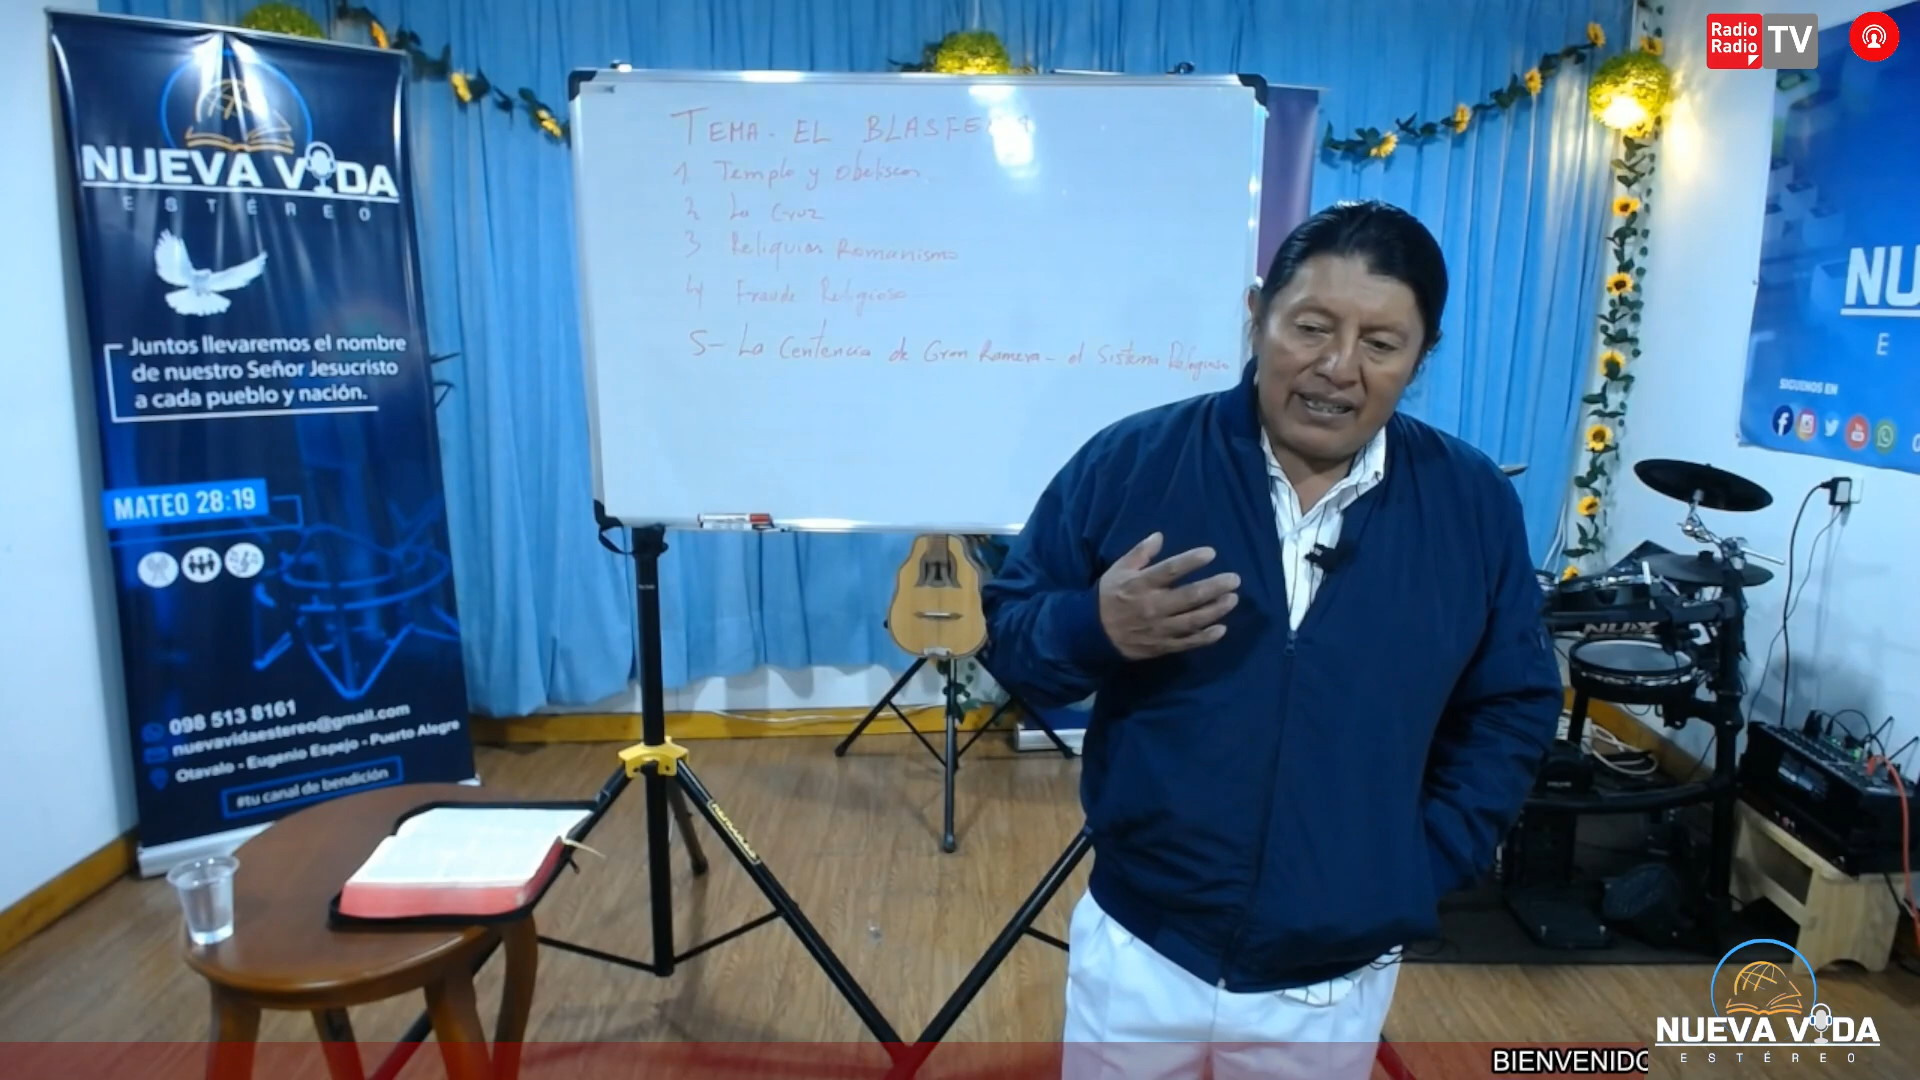 Radio
Radio
TV
NUEVA VIDA
ESTÉREO
Juntos llevaremos el nombre
de nuestro Señor Jesucristo
a cada pueblo y nación.
MATEO 28:19
098 513 8161
nuevavidaestereo@gmail.com
Otavalo - Eugenio Espejo - Puerto Alegre
#tu canal de bendición
TEMA - EL BLASFEMIA
1. Templo y Obeliscos.
2 La Cruz
3 Reliquias Romanismo
4 Fraude Religioso
5- La Centencia de Gran Ramera - el Sistema Religioso
NU
E
SIGUENOS EN
NUX
BIENVENIDO
NUEVA VIDA
ESTÉREO